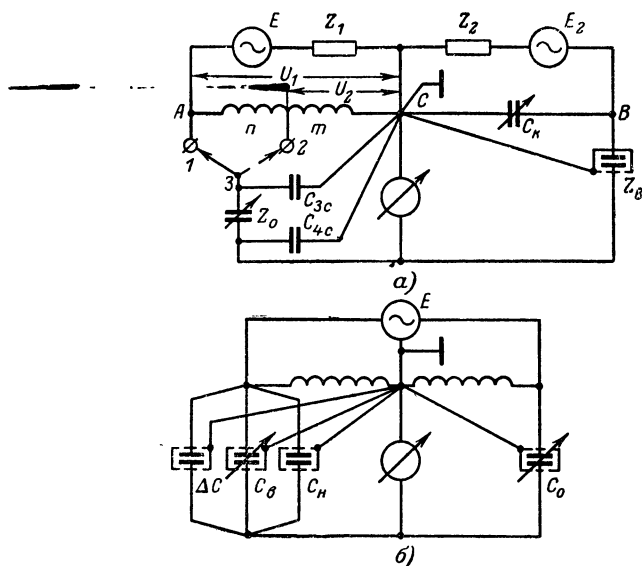 E Z₁ Z₂ E₂
U₁
U₂
A C B
n m Cк
1 2
3 C₃c Zв
Z₀
C₄c
а)
E
ΔC Cв Cн C₀
б)